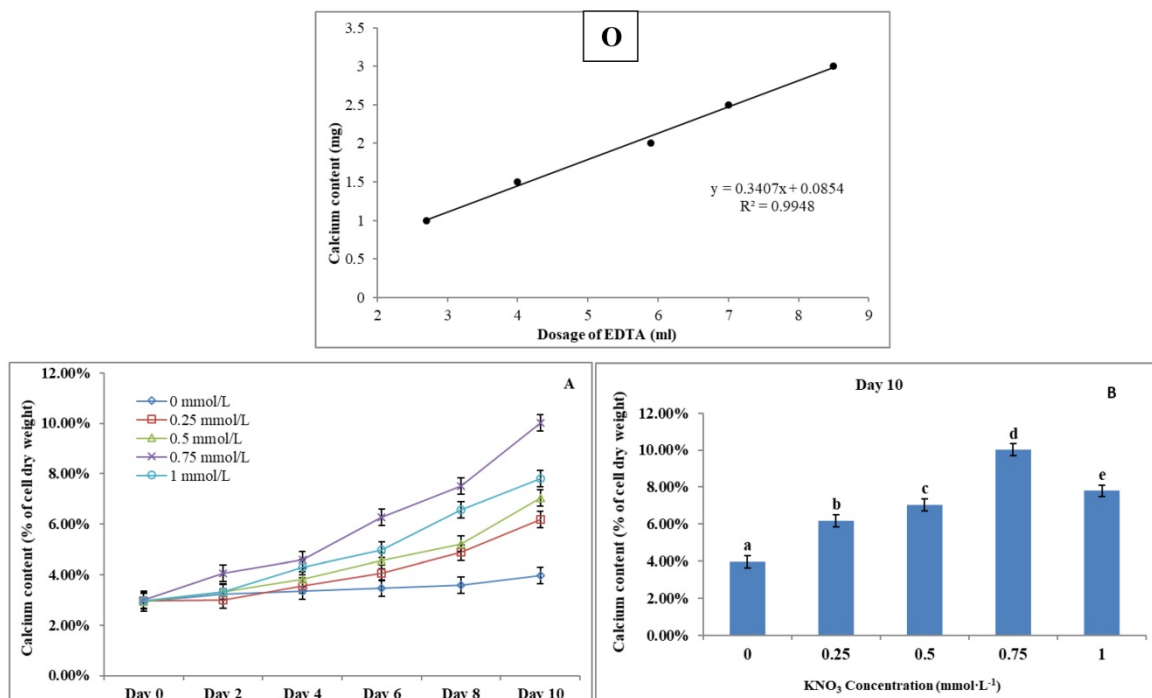 O
3.5
3
2.5
2
1.5
1
0.5
0
Calcium content (mg)
y = 0.3407x + 0.0854
R² = 0.9948
2 3 4 5 6 7 8 9
Dosage of EDTA (ml)
A
12.00%
10.00%
8.00%
6.00%
4.00%
2.00%
0.00%
Calcium content (% of cell dry weight)
0 mmol/L
0.25 mmol/L
0.5 mmol/L
0.75 mmol/L
1 mmol/L
Day 0 Day 2 Day 4 Day 6 Day 8 Day 10
Day 10
B
12.00%
10.00%
8.00%
6.00%
4.00%
2.00%
0.00%
Calcium content (% of cell dry weight)
a b c d e
0 0.25 0.5 0.75 1
KNO₃ Concentration (mmol·L⁻¹)